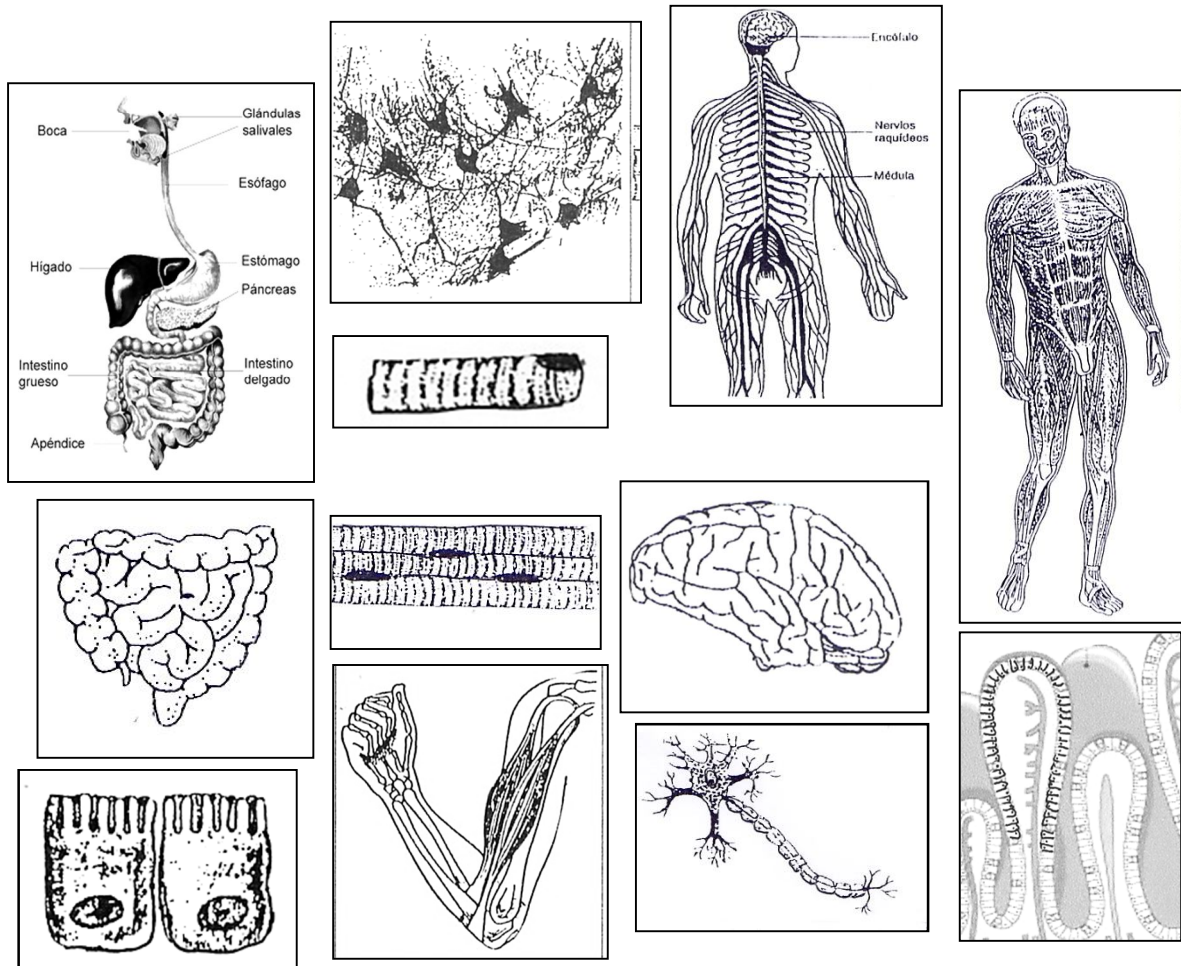 Boca
Glándulas
salivales
Esófago
Hígado
Estómago
Páncreas
Intestino
grueso
Intestino
delgado
Apéndice
Encéfalo
Nervios
raquídeos
Médula